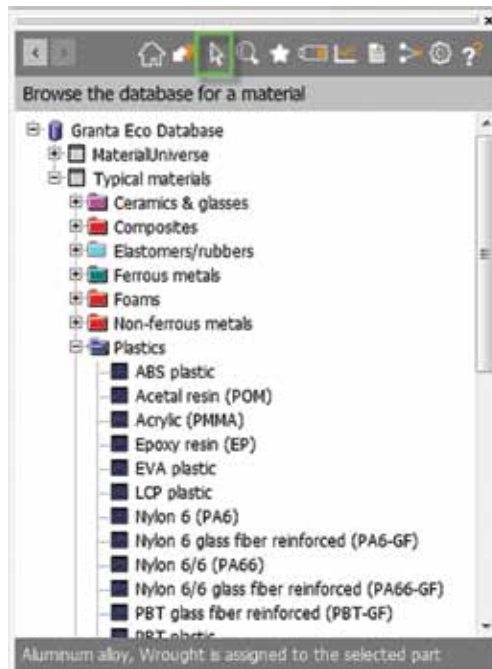 Browse the database for a material
Granta Eco Database
MaterialUniverse
Typical materials
Ceramics & glasses
Composites
Elastomers/rubbers
Ferrous metals
Foams
Non-ferrous metals
Plastics
ABS plastic
Acetal resin (POM)
Acrylic (PMMA)
Epoxy resin (EP)
EVA plastic
LCP plastic
Nylon 6 (PA6)
Nylon 6 glass fiber reinforced (PA6-GF)
Nylon 6/6 (PA66)
Nylon 6/6 glass fiber reinforced (PA66-GF)
PBT glass fiber reinforced (PBT-GF)
PBT plastic
Aluminum alloy, Wrought is assigned to the selected part